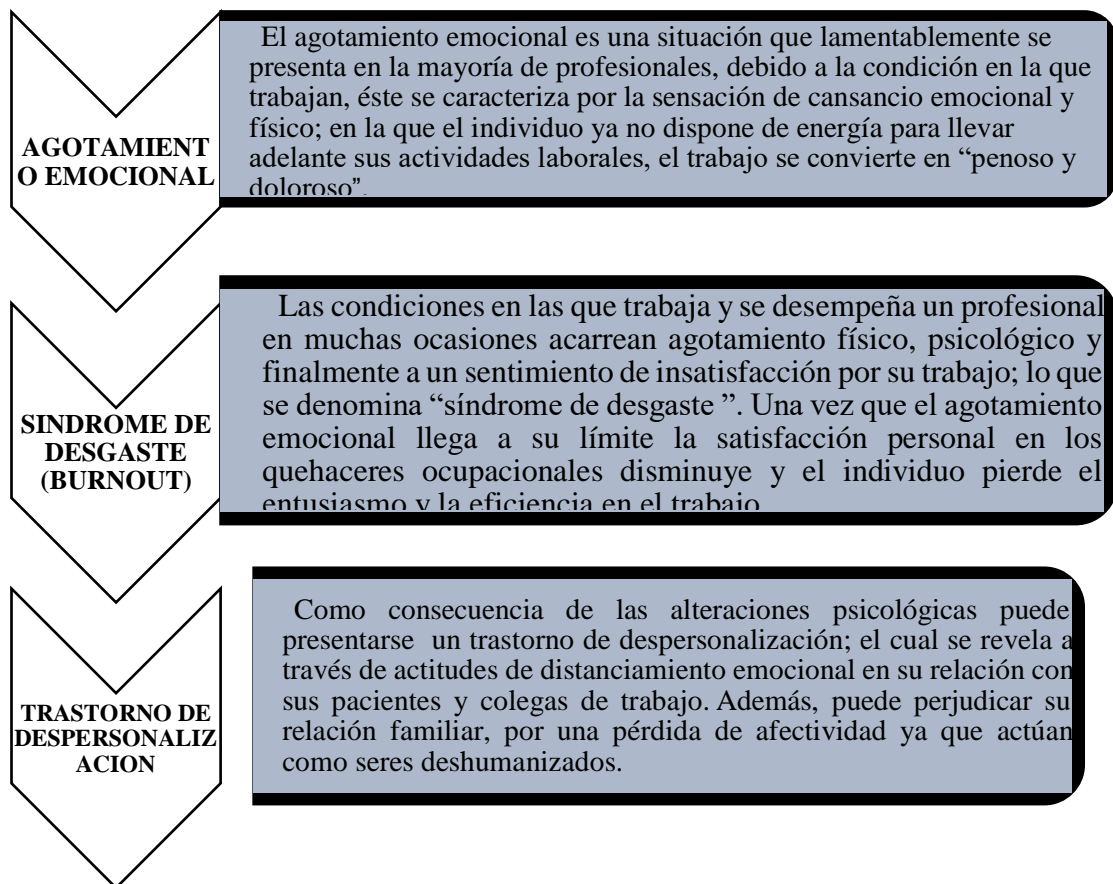 AGOTAMIENT
O EMOCIONAL
El agotamiento emocional es una situación que lamentablemente se
presenta en la mayoría de profesionales, debido a la condición en la que
trabajan, éste se caracteriza por la sensación de cansancio emocional y
físico; en la que el individuo ya no dispone de energía para llevar
adelante sus actividades laborales, el trabajo se convierte en “penoso y
doloroso”.
SINDROME DE
DESGASTE
(BURNOUT)
Las condiciones en las que trabaja y se desempeña un profesional
en muchas ocasiones acarrean agotamiento físico, psicológico y
finalmente a un sentimiento de insatisfacción por su trabajo; lo que
se denomina “síndrome de desgaste ”. Una vez que el agotamiento
emocional llega a su límite la satisfacción personal en los
quehaceres ocupacionales disminuye y el individuo pierde el
entusiasmo y la eficiencia en el trabajo
TRASTORNO DE
DESPERSONALIZ
ACION
Como consecuencia de las alteraciones psicológicas puede
presentarse un trastorno de despersonalización; el cual se revela a
través de actitudes de distanciamiento emocional en su relación con
sus pacientes y colegas de trabajo. Además, puede perjudicar su
relación familiar, por una pérdida de afectividad ya que actúan
como seres deshumanizados.